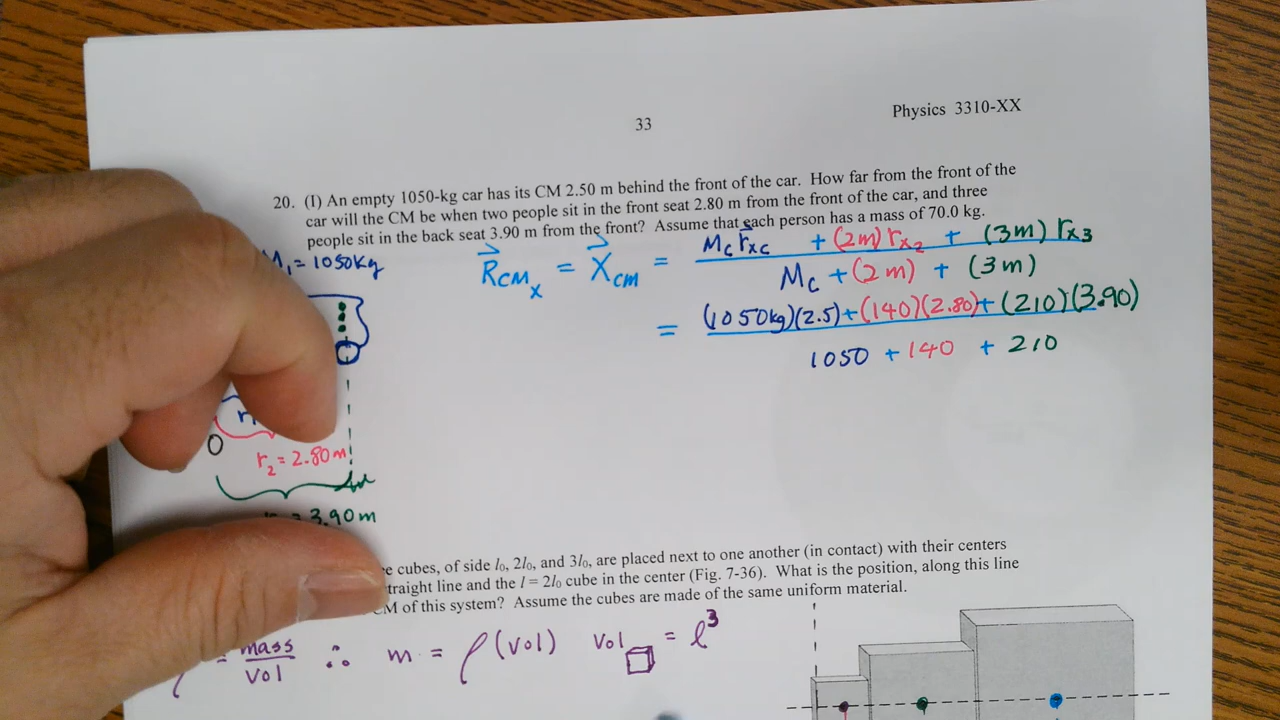 Physics 3310-XX
33
20. (I) An empty 1050-kg car has its CM 2.50 m behind the front of the car. How far from the front of the
car will the CM be when two people sit in the front seat 2.80 m from the front of the car, and three
people sit in the back seat 3.90 m from the front? Assume that each person has a mass of 70.0 kg.
M₁ = 1050Kg
R⃗CMₓ = X⃗cm = (Mc r⃗xc + (2m) rx₂ + (3m) rx3) / (Mc + (2m) + (3m))
= ((1050kg)(2.5) + (140)(2.80) + (210)(3.90)) / (1050 + 140 + 210)
O
r₂ = 2.80m
3.90m
cubes, of side l₀, 2l₀, and 3l₀, are placed next to one another (in contact) with their centers
straight line and the l = 2l₀ cube in the center (Fig. 7-36). What is the position, along this line
CM of this system? Assume the cubes are made of the same uniform material.
ρ = mass/vol ∴ m = ρ(vol) vol = l³